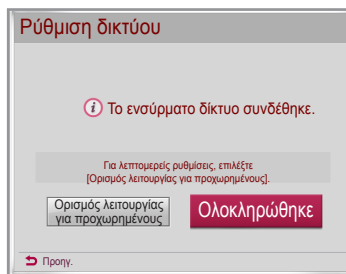 Ρύθμιση δικτύου
Το ενσύρματο δίκτυο συνδέθηκε.
Για λεπτομερείς ρυθμίσεις, επιλέξτε
[Ορισμός λειτουργίας για προχωρημένους].
Ορισμός λειτουργίας
για προχωρημένους
Ολοκληρώθηκε
Προηγ.